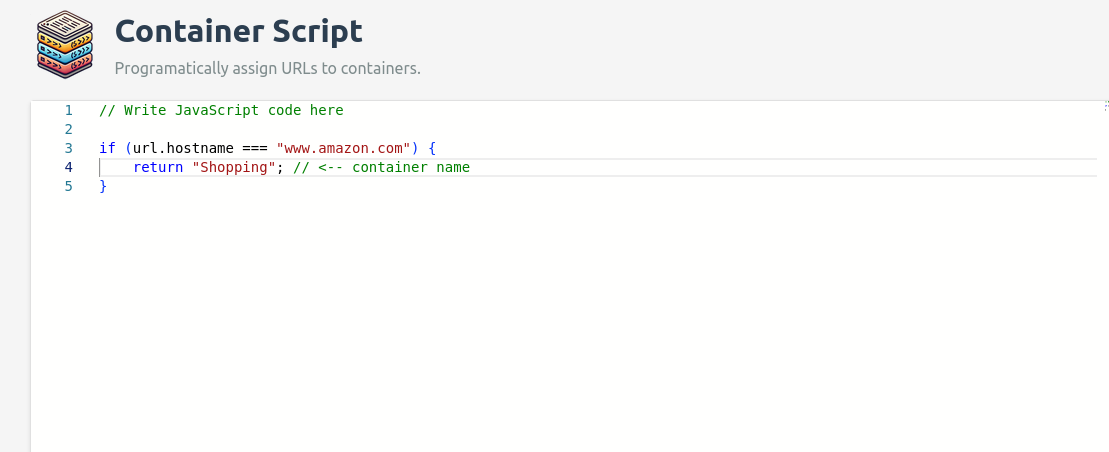 Container Script
Programatically assign URLs to containers.
1 // Write JavaScript code here
2
3 if (url.hostname === "www.amazon.com") {
4     return "Shopping"; // <-- container name
5 }